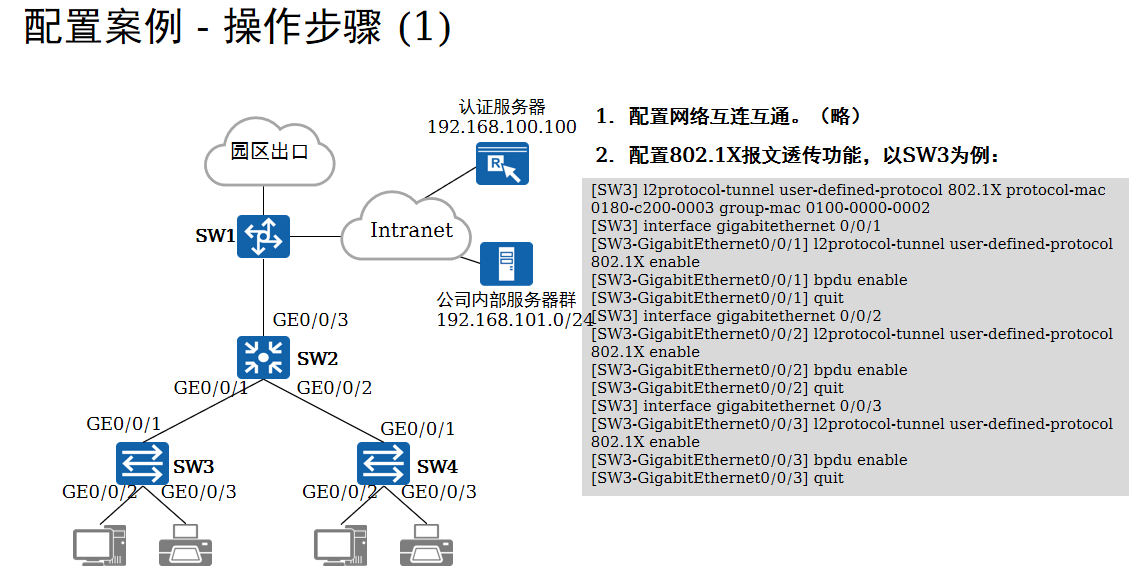 配置案例 - 操作步骤 (1)
认证服务器
192.168.100.100
园区出口
R
SW1
Intranet
公司内部服务器群
192.168.101.0/24
GE0/0/3
SW2
GE0/0/1
GE0/0/2
GE0/0/1
GE0/0/1
SW3
SW4
GE0/0/2
GE0/0/3
GE0/0/2
GE0/0/3
1. 配置网络互连互通。（略）
2. 配置802.1X报文透传功能，以SW3为例：
[SW3] l2protocol-tunnel user-defined-protocol 802.1X protocol-mac
0180-c200-0003 group-mac 0100-0000-0002
[SW3] interface gigabitethernet 0/0/1
[SW3-GigabitEthernet0/0/1] l2protocol-tunnel user-defined-protocol
802.1X enable
[SW3-GigabitEthernet0/0/1] bpdu enable
[SW3-GigabitEthernet0/0/1] quit
[SW3] interface gigabitethernet 0/0/2
[SW3-GigabitEthernet0/0/2] l2protocol-tunnel user-defined-protocol
802.1X enable
[SW3-GigabitEthernet0/0/2] bpdu enable
[SW3-GigabitEthernet0/0/2] quit
[SW3] interface gigabitethernet 0/0/3
[SW3-GigabitEthernet0/0/3] l2protocol-tunnel user-defined-protocol
802.1X enable
[SW3-GigabitEthernet0/0/3] bpdu enable
[SW3-GigabitEthernet0/0/3] quit